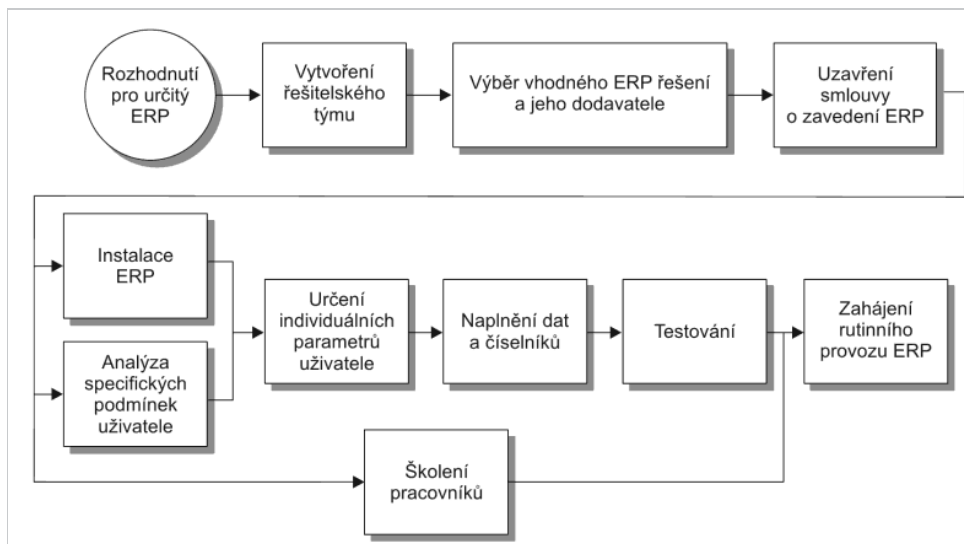 Rozhodnutí
pro určitý
ERP
Vytvoření
řešitelského
týmu
Výběr vhodného ERP řešení
a jeho dodavatele
Uzavření
smlouvy
o zavedení ERP
Instalace
ERP
Analýza
specifických
podmínek
uživatele
Určení
individuálních
parametrů
uživatele
Naplnění dat
a číselníků
Testování
Zahájení
rutinního
provozu ERP
Školení
pracovníků